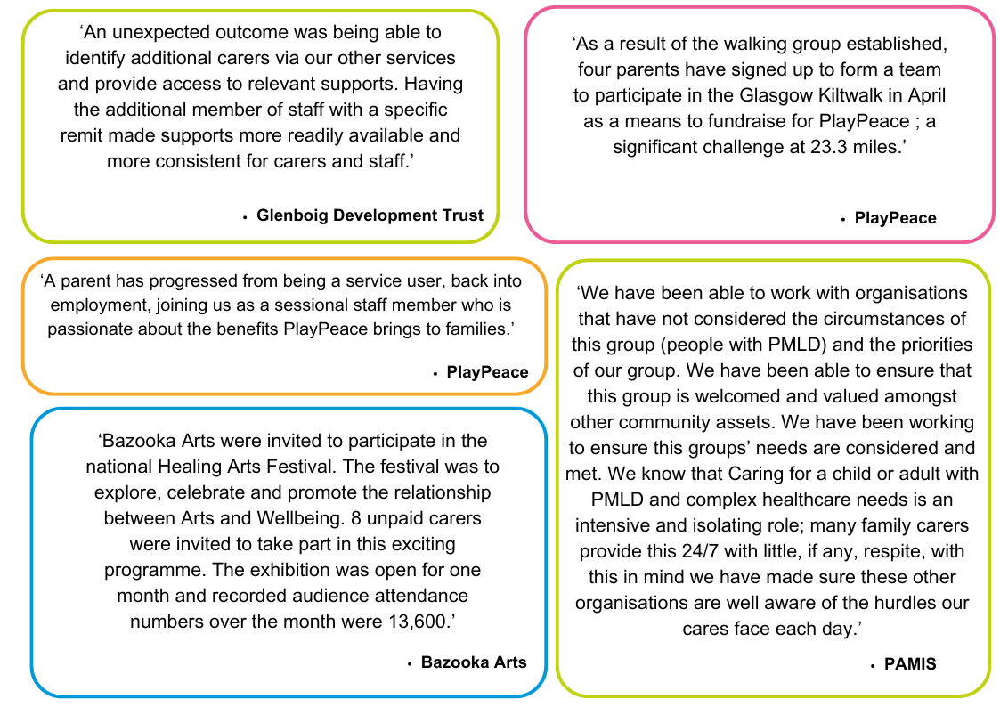 ‘An unexpected outcome was being able to
identify additional carers via our other services
and provide access to relevant supports. Having
the additional member of staff with a specific
remit made supports more readily available and
more consistent for carers and staff.’
• Glenboig Development Trust
‘As a result of the walking group established,
four parents have signed up to form a team
to participate in the Glasgow Kiltwalk in April
as a means to fundraise for PlayPeace ; a
significant challenge at 23.3 miles.’
• PlayPeace
‘A parent has progressed from being a service user, back into
employment, joining us as a sessional staff member who is
passionate about the benefits PlayPeace brings to families.’
• PlayPeace
‘Bazooka Arts were invited to participate in the
national Healing Arts Festival. The festival was to
explore, celebrate and promote the relationship
between Arts and Wellbeing. 8 unpaid carers
were invited to take part in this exciting
programme. The exhibition was open for one
month and recorded audience attendance
numbers over the month were 13,600.’
• Bazooka Arts
‘We have been able to work with organisations
that have not considered the circumstances of
this group (people with PMLD) and the priorities
of our group. We have been able to ensure that
this group is welcomed and valued amongst
other community assets. We have been working
to ensure this groups’ needs are considered and
met. We know that Caring for a child or adult with
PMLD and complex healthcare needs is an
intensive and isolating role; many family carers
provide this 24/7 with little, if any, respite, with
this in mind we have made sure these other
organisations are well aware of the hurdles our
cares face each day.’
• PAMIS